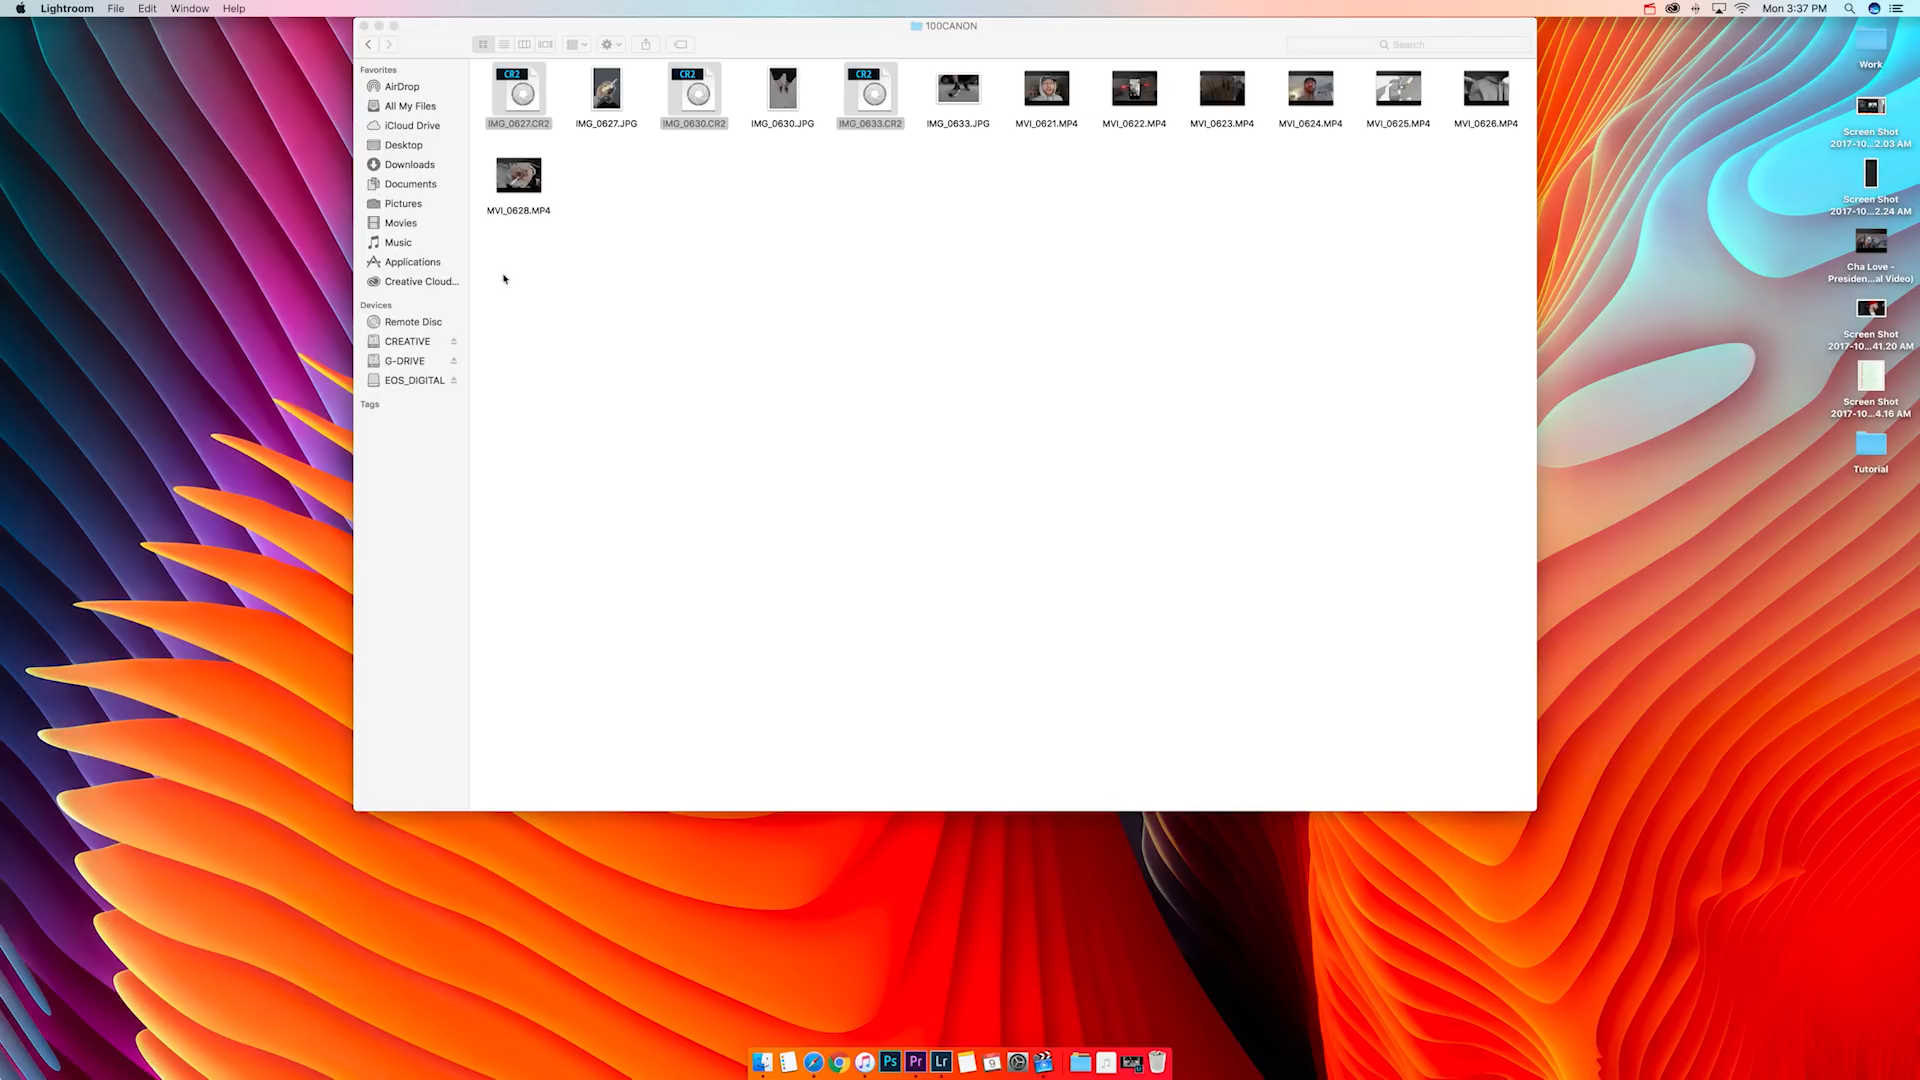 Lightroom File Edit Window Help Mon 3:37 PM
100CANON
Search
Favorites
AirDrop
All My Files
iCloud Drive
Desktop
Downloads
Documents
Pictures
Movies
Music
Applications
Creative Cloud...
Devices
Remote Disc
CREATIVE
G-DRIVE
EOS_DIGITAL
Tags
CR2 CR2 CR2
IMG_0627.CR2 IMG_0627.JPG IMG_0630.CR2 IMG_0630.JPG IMG_0633.CR2 IMG_0633.JPG MVI_0621.MP4 MVI_0622.MP4 MVI_0623.MP4 MVI_0624.MP4 MVI_0625.MP4 MVI_0626.MP4
MVI_0628.MP4
Work
Screen Shot
2017-10...2.03 AM
Screen Shot
2017-10...2.24 AM
Cha Love -
Presiden...al Video)
Screen Shot
2017-10...41.20 AM
Screen Shot
2017-10...4.16 AM
Tutorial
Ps Pr Lr 9